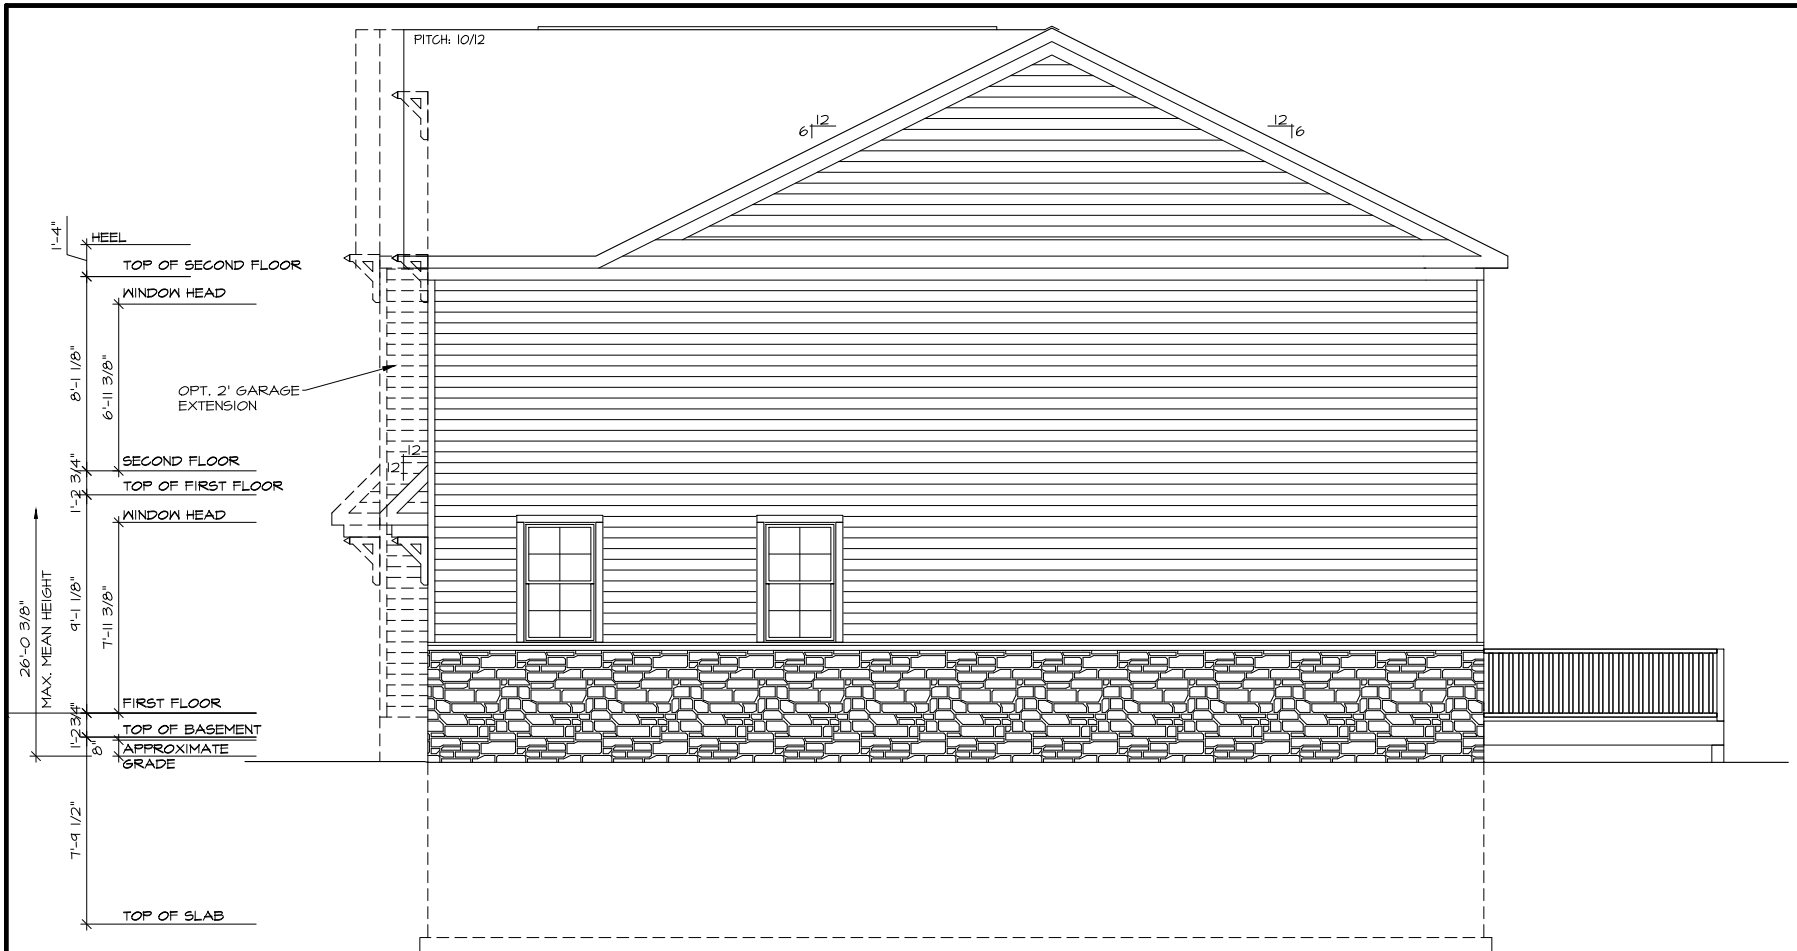 PITCH: 10/12
12
6
12
6
1'-4"
HEEL
TOP OF SECOND FLOOR
WINDOW HEAD
8'-1 1/8"
6'-11 3/8"
OPT. 2' GARAGE
EXTENSION
12
12
SECOND FLOOR
1'-2 3/4"
TOP OF FIRST FLOOR
WINDOW HEAD
26'-0 3/8"
MAX. MEAN HEIGHT
9'-1 1/8"
7'-11 3/8"
FIRST FLOOR
1'-2 3/4"
TOP OF BASEMENT
8"
APPROXIMATE
GRADE
7'-9 1/2"
TOP OF SLAB